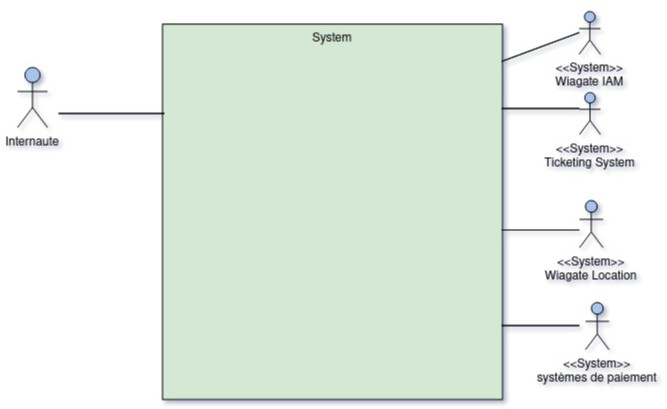 System
Internaute
<<System>>
Wiagate IAM
<<System>>
Ticketing System
<<System>>
Wiagate Location
<<System>>
systèmes de paiement